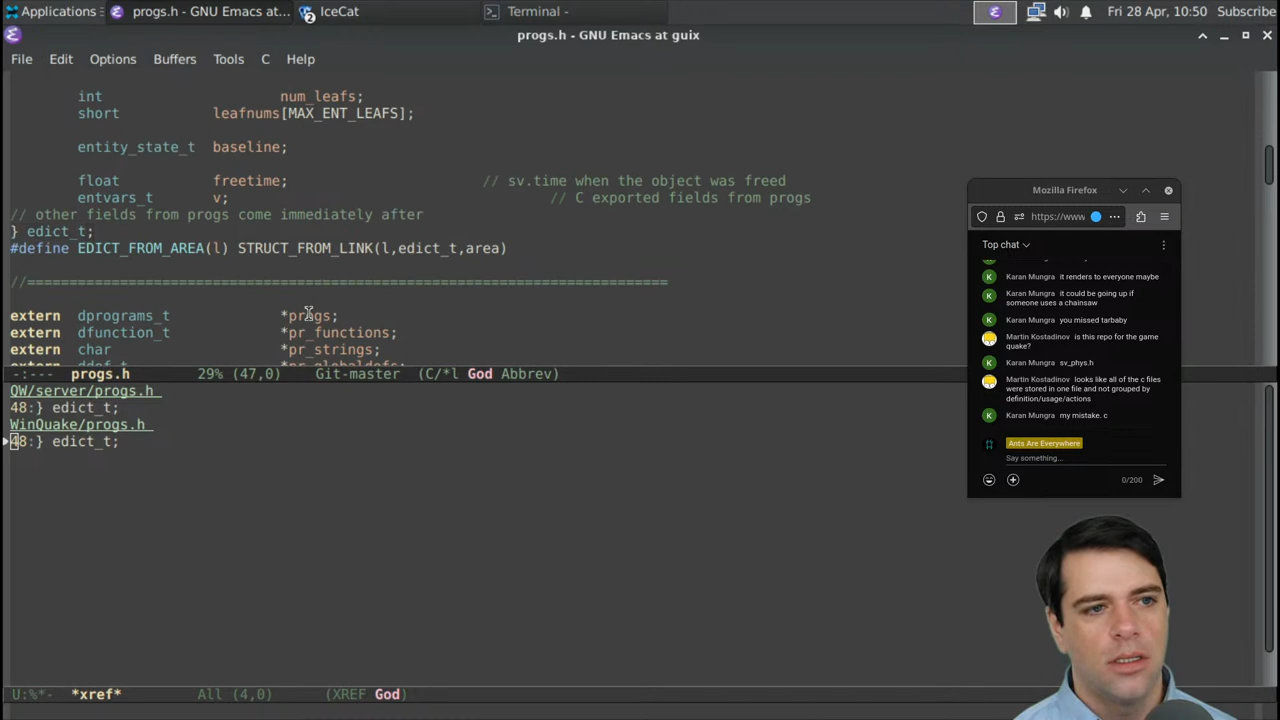 Applications
progs.h - GNU Emacs at...
2
IceCat
Terminal -
Fri 28 Apr, 10:50
Subscribe
progs.h - GNU Emacs at guix
File Edit Options Buffers Tools C Help
int num_leafs;
short leafnums[MAX_ENT_LEAFS];
entity_state_t baseline;
float freetime; // sv.time when the object was freed
entvars_t v; // C exported fields from progs
// other fields from progs come immediately after
} edict_t;
#define EDICT_FROM_AREA(l) STRUCT_FROM_LINK(l,edict_t,area)
//============================================================================
extern dprograms_t *progs;
extern dfunction_t *pr_functions;
extern char *pr_strings;
extern ddef_t *pr_globaldefs;
-:--- progs.h 29% (47,0) Git-master (C/*l God Abbrev)
QW/server/progs.h
48:} edict_t;
WinQuake/progs.h
48:} edict_t;
U:%*- *xref* All (4,0) (XREF God)
Mozilla Firefox
https://www
Top chat
K Karan Mungra it renders to everyone maybe
K Karan Mungra it could be going up if
someone uses a chainsaw
K Karan Mungra you missed tarbaby
Martin Kostadinov is this repo for the game
quake?
K Karan Mungra sv_phys.h
Martin Kostadinov looks like all of the c files
were stored in one file and not grouped by
definition/usage/actions
K Karan Mungra my mistake. c
Ants Are Everywhere
Say something...
0/200